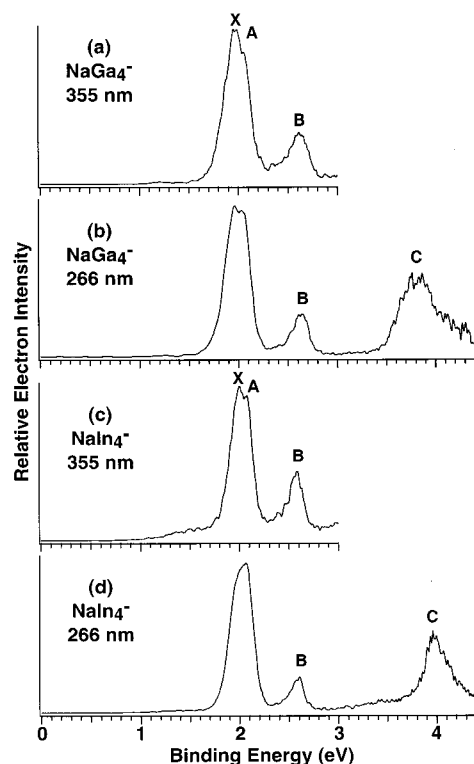 X
A
(a)
NaGa4-
355 nm
B
(b)
NaGa4-
266 nm
C
B
X
A
(c)
NaIn4-
355 nm
B
(d)
NaIn4-
266 nm
C
B
0 1 2 3 4
Binding Energy (eV)
Relative Electron Intensity